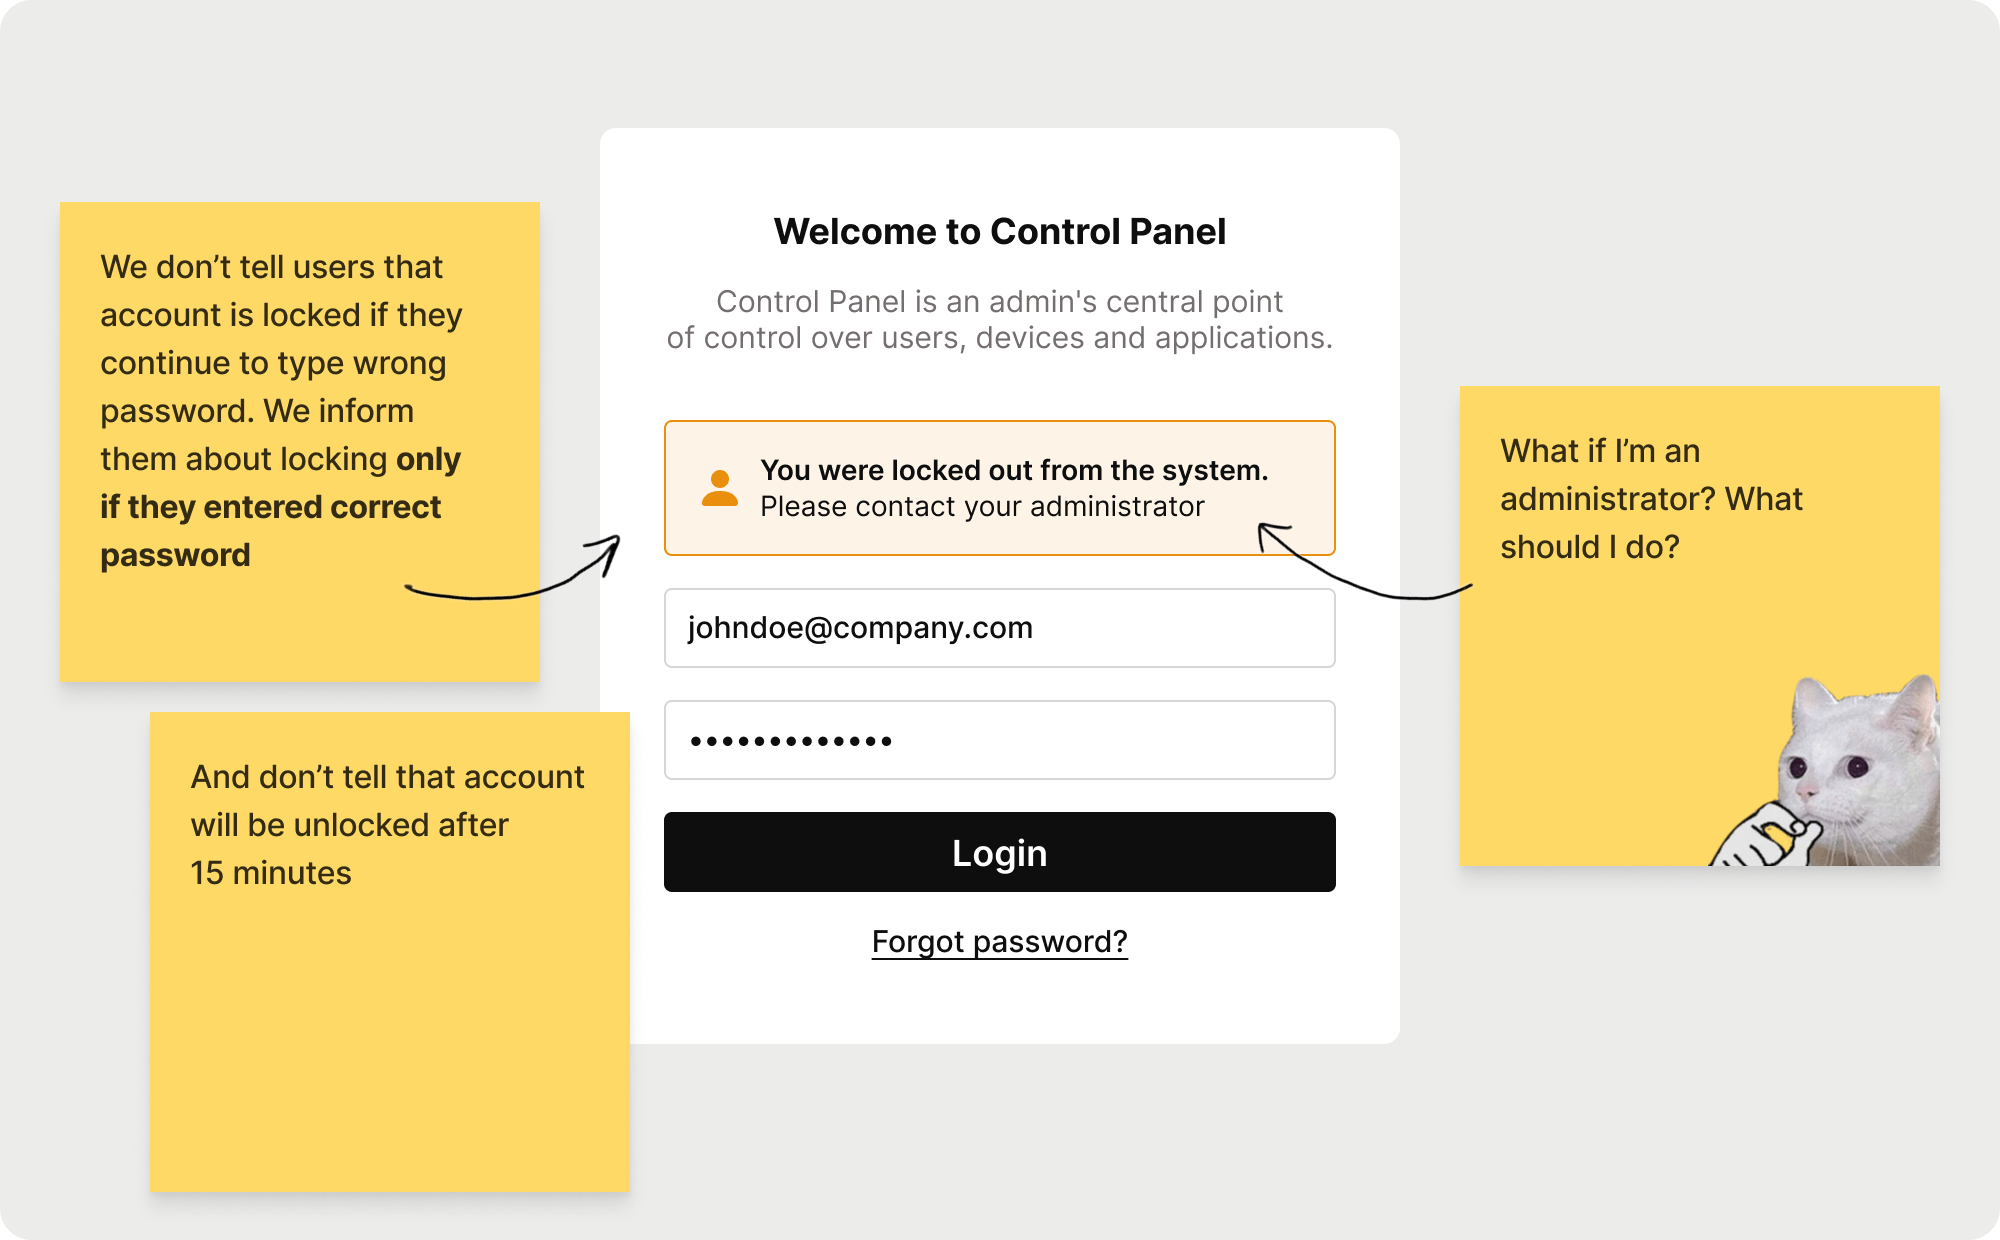 We don’t tell users that
account is locked if they
continue to type wrong
password. We inform
them about locking only
if they entered correct
password
And don’t tell that account
will be unlocked after
15 minutes
Welcome to Control Panel
Control Panel is an admin's central point
of control over users, devices and applications.
You were locked out from the system.
Please contact your administrator
johndoe@company.com
•••••••••••••
Login
Forgot password?
What if I’m an
administrator? What
should I do?